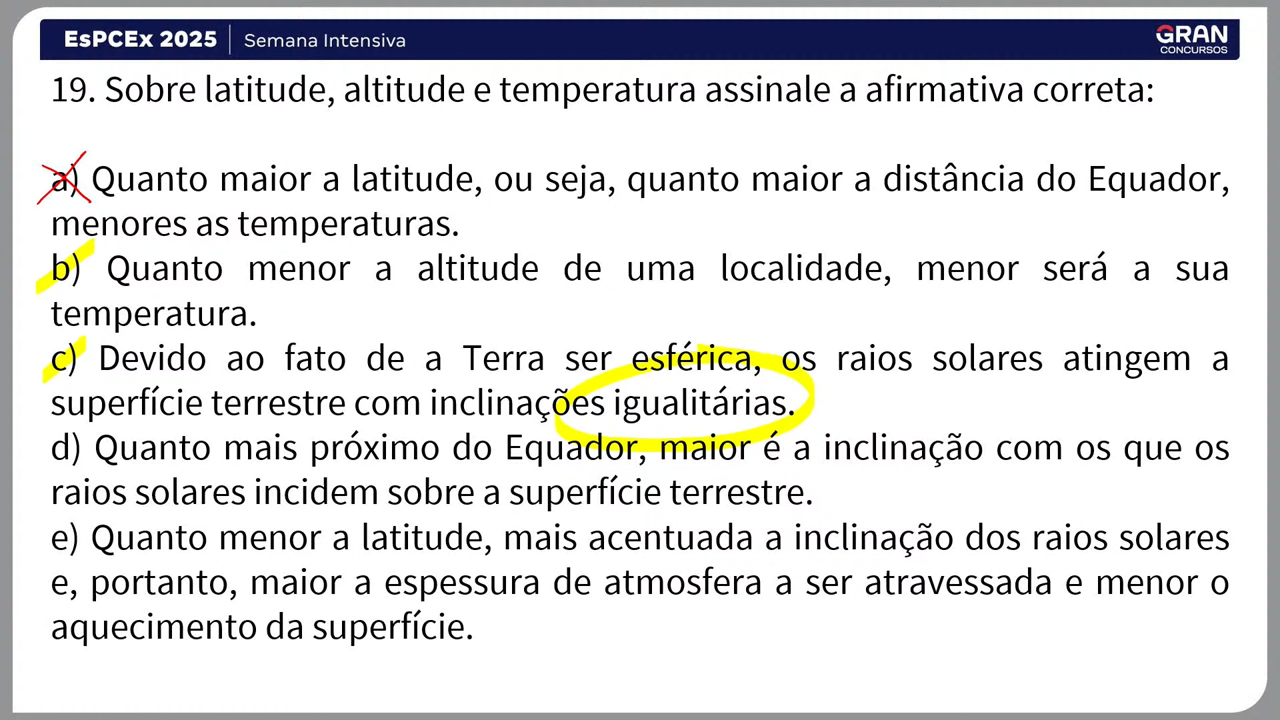 EsPCEx 2025 | Semana Intensiva
GRAN
CONCURSOS
19. Sobre latitude, altitude e temperatura assinale a afirmativa correta:
a) Quanto maior a latitude, ou seja, quanto maior a distância do Equador,
menores as temperaturas.
b) Quanto menor a altitude de uma localidade, menor será a sua
temperatura.
c) Devido ao fato de a Terra ser esférica, os raios solares atingem a
superfície terrestre com inclinações igualitárias.
d) Quanto mais próximo do Equador, maior é a inclinação com os que os
raios solares incidem sobre a superfície terrestre.
e) Quanto menor a latitude, mais acentuada a inclinação dos raios solares
e, portanto, maior a espessura de atmosfera a ser atravessada e menor o
aquecimento da superfície.